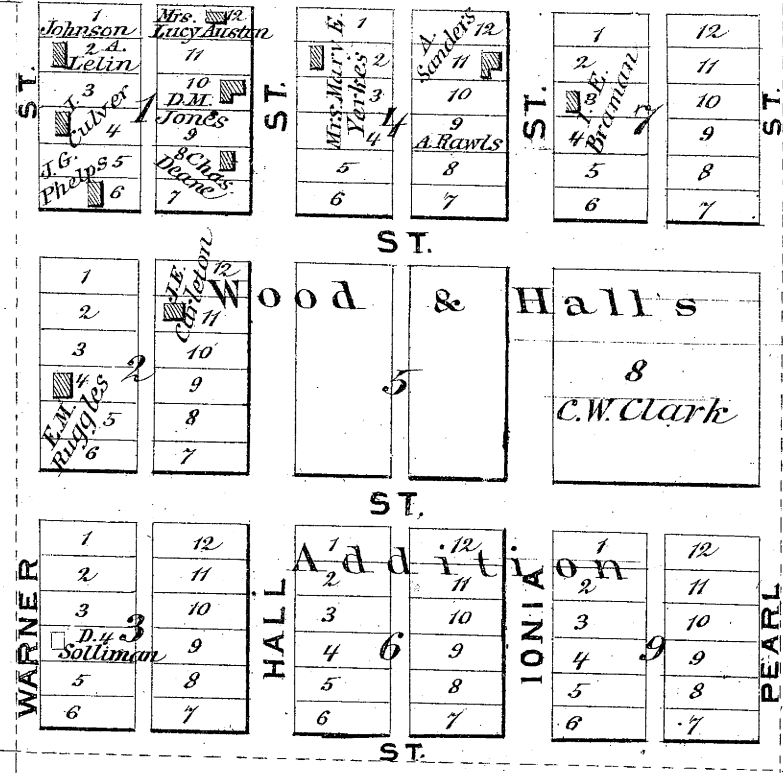 1
Johnson
2 A.
Lelin
3
J.
Culver
4
J.G.
Phelps
5
6
1
Mrs. 12
Lucy Austin
11
10
D.M.
Jones
9
8 Chas.
Deane
7
ST.
ST.
1
2
3
4
5
6
Mrs. Mary E.
Yerkes
4
12
A.
Sanders
11
10
9
A. Rawls
8
7
ST.
1
2
3
4
5
6
E.
Braman
7
12
11
10
9
8
7
ST.
ST.
1
2
3
4
5
6
E.M.
Ruggles
2
12
J.E.
Carleton
11
10
9
8
7
Wood & Hall's
5
8
C.W. Clark
ST.
1
2
3
D. 4
Solliman
5
6
3
12
11
10
9
8
7
Addition
1
2
3
4
5
6
6
12
11
10
9
8
7
1
2
3
4
5
6
9
12
11
10
9
8
7
WARNER
HALL
IONIA
PEARL
ST.